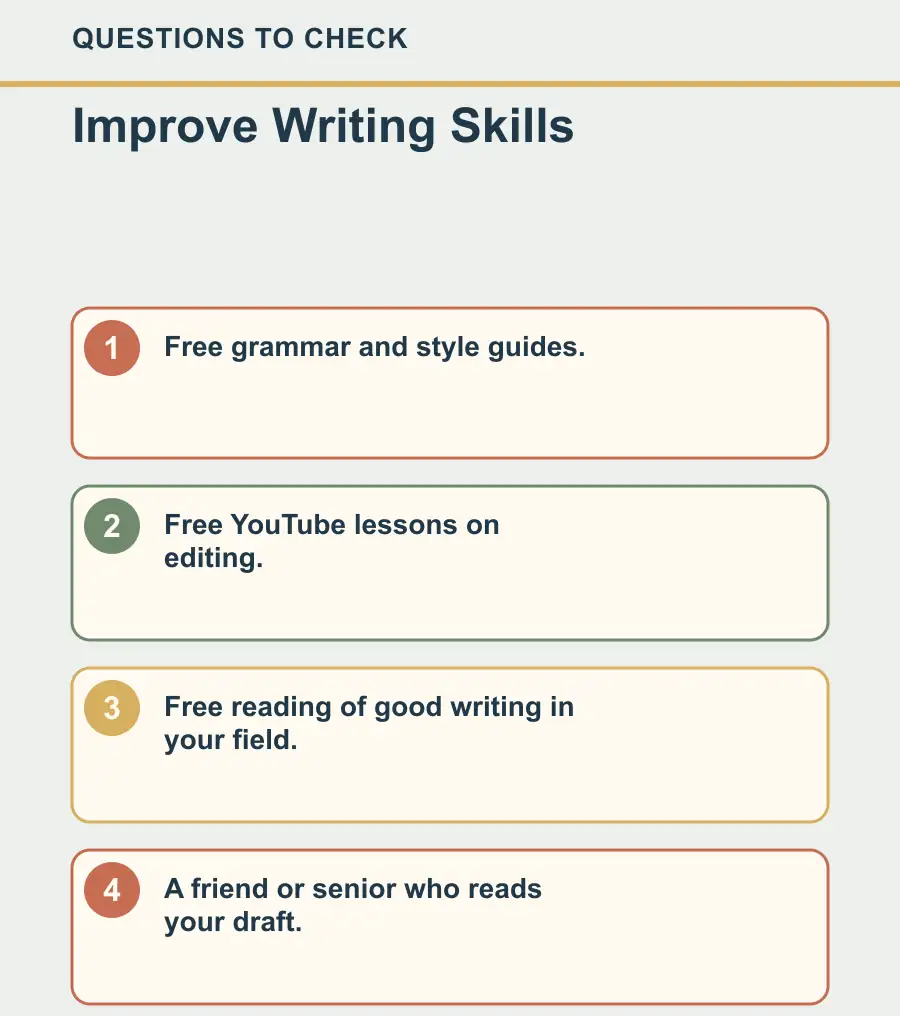 QUESTIONS TO CHECK
Improve Writing Skills
1
Free grammar and style guides.
2
Free YouTube lessons on
editing.
3
Free reading of good writing in
your field.
4
A friend or senior who reads
your draft.